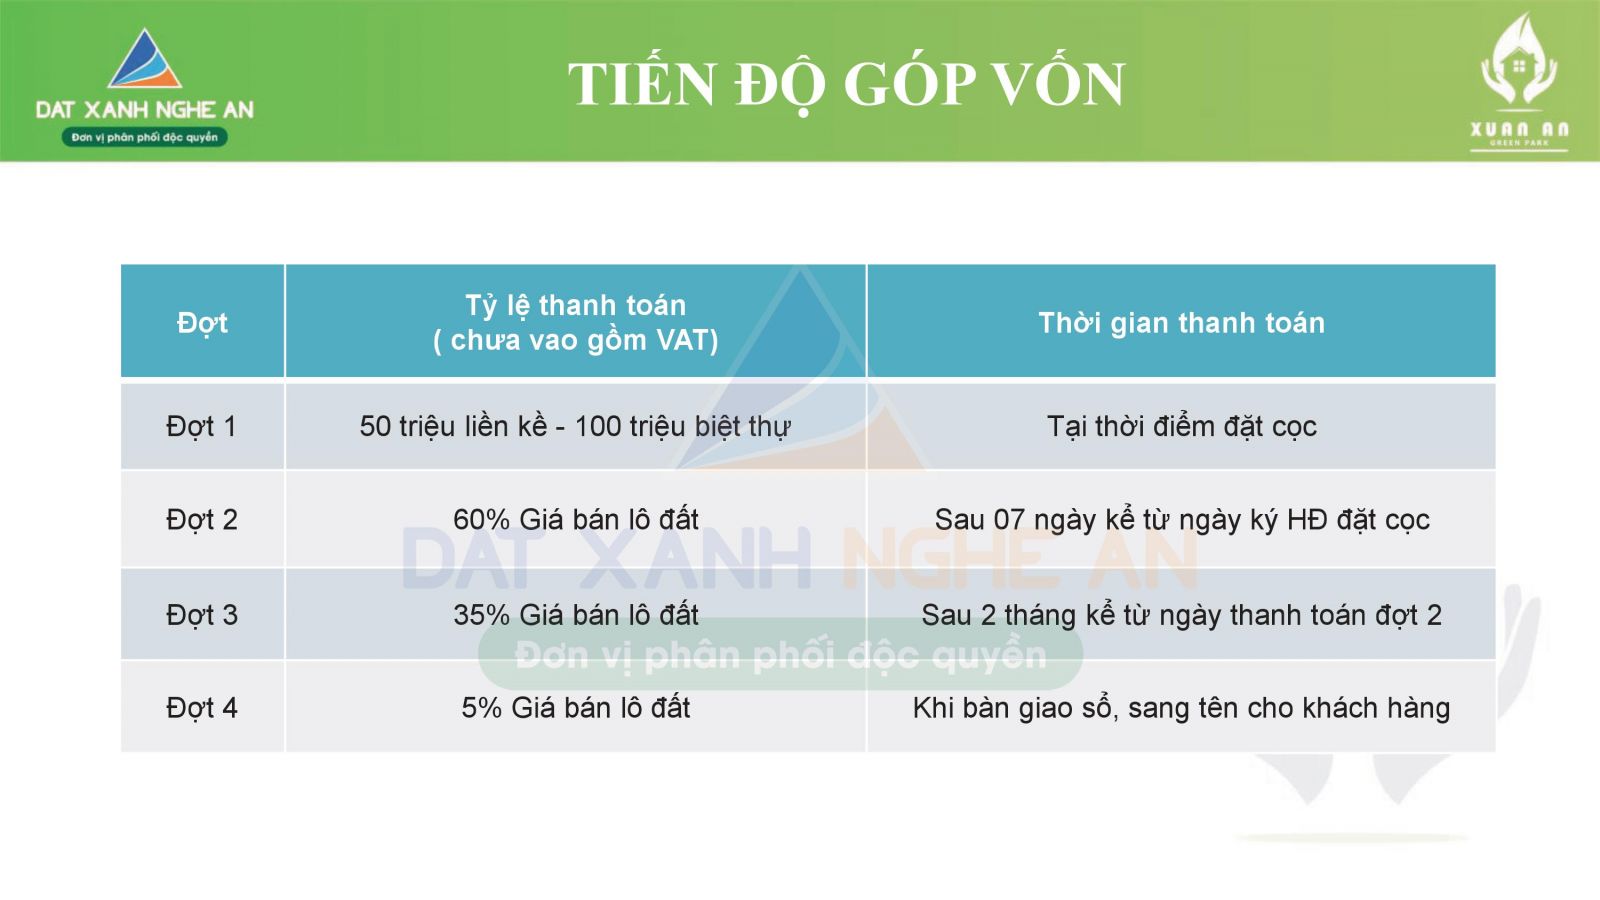 DAT XANH NGHE AN
Đơn vị phân phối độc quyền
TIẾN ĐỘ GÓP VỐN
XUAN AN
GREEN PARK
Đợt
Tỷ lệ thanh toán
( chưa vao gồm VAT)
Thời gian thanh toán
Đợt 1
50 triệu liền kề - 100 triệu biệt thự
Tại thời điểm đặt cọc
Đợt 2
60% Giá bán lô đất
Sau 07 ngày kể từ ngày ký HĐ đặt cọc
DAT XANH NGHE AN
Đợt 3
35% Giá bán lô đất
Sau 2 tháng kể từ ngày thanh toán đợt 2
Đơn vị phân phối độc quyền
Đợt 4
5% Giá bán lô đất
Khi bàn giao sổ, sang tên cho khách hàng